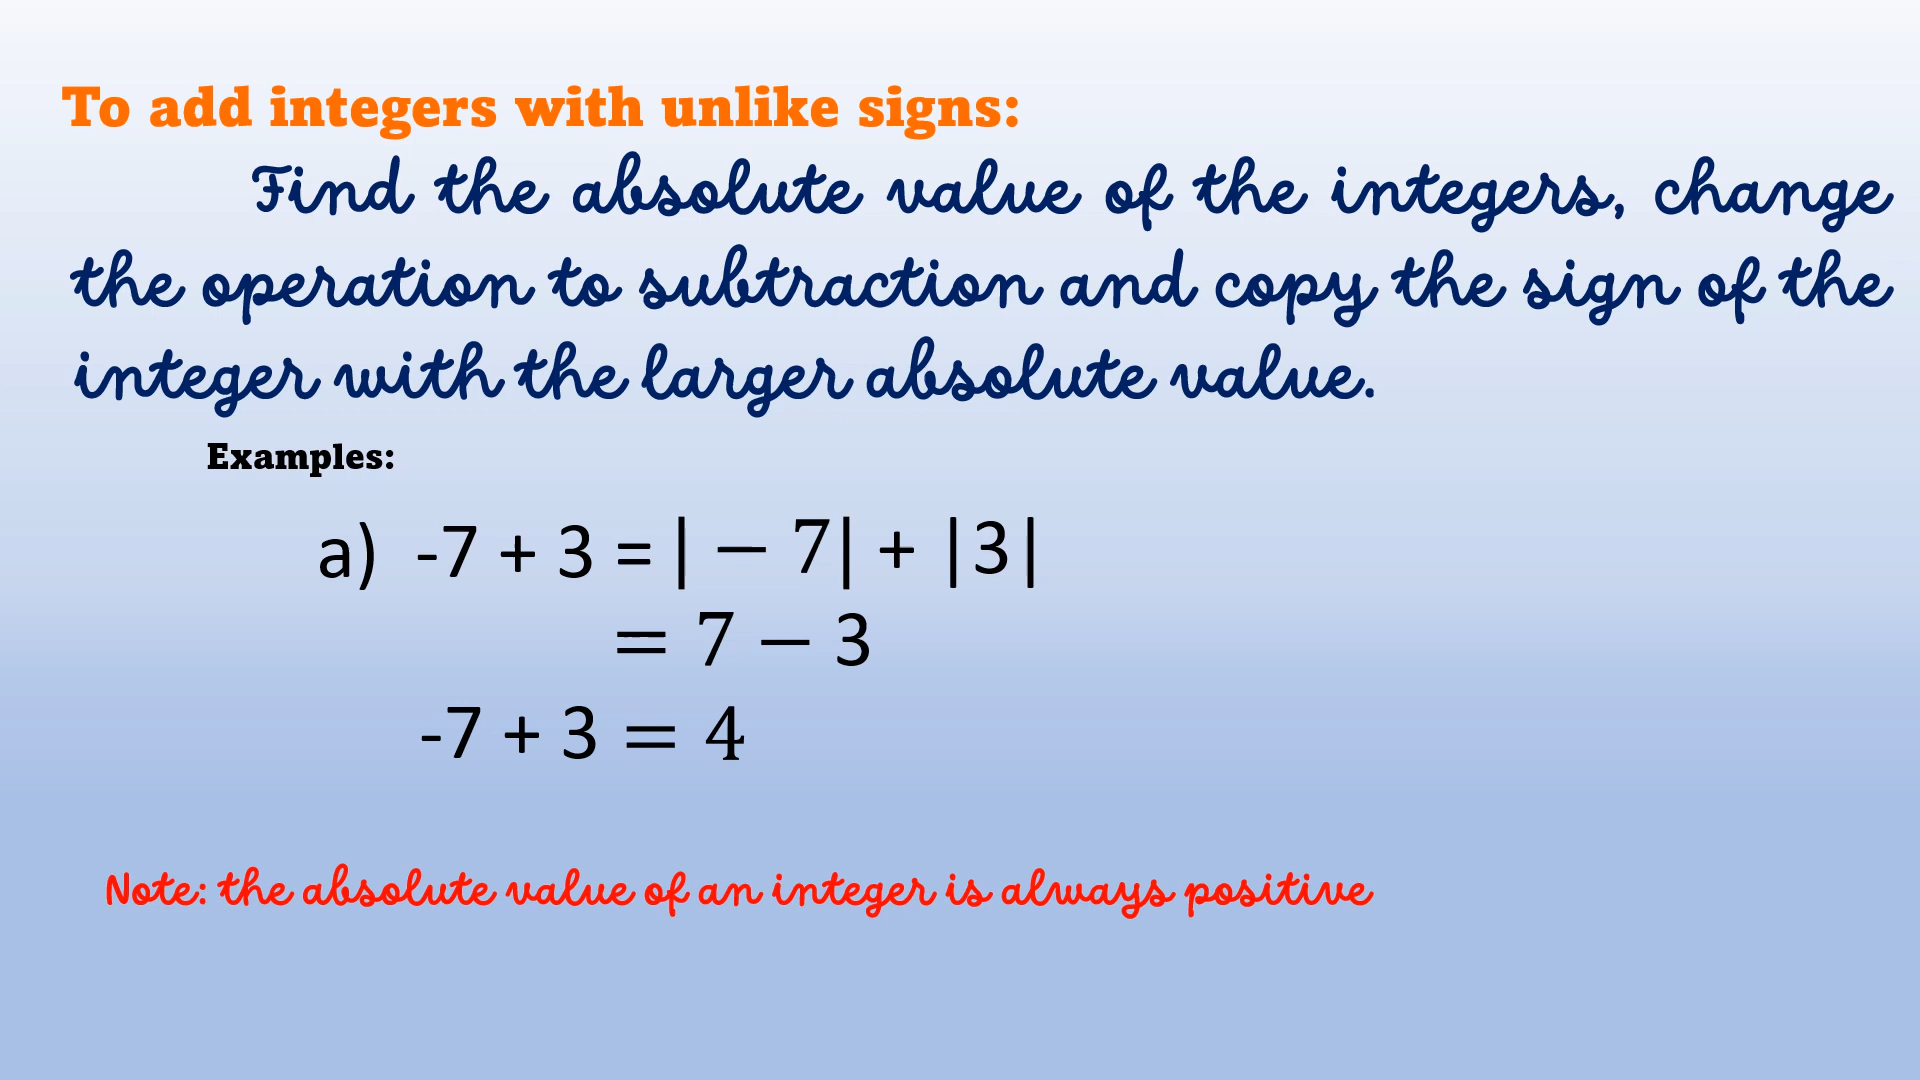 To add integers with unlike signs:
Find the absolute value of the integers, change
the operation to subtraction and copy the sign of the
integer with the larger absolute value.
Examples:
a) -7 + 3 = | − 7| + |3|
= 7 − 3
-7 + 3 = 4
Note: the absolute value of an integer is always positive